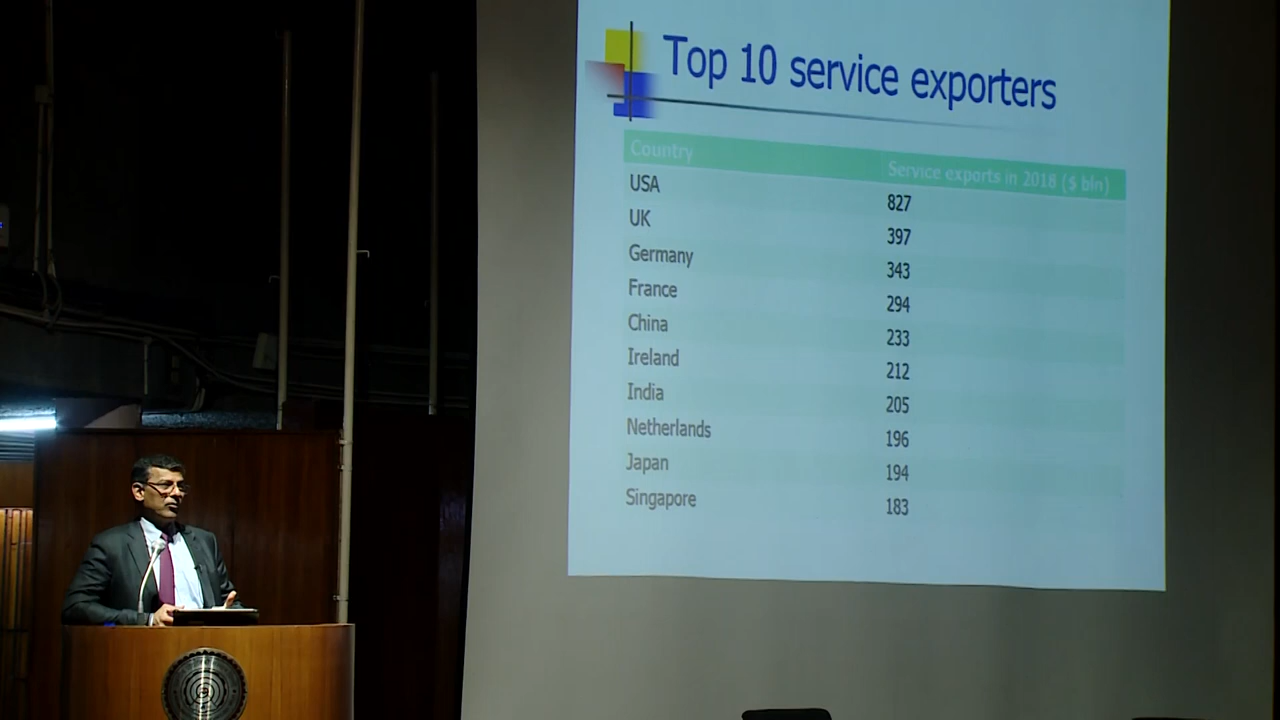 Top 10 service exporters
Country Service exports in 2018 ($ bln)
USA 827
UK 397
Germany 343
France 294
China 233
Ireland 212
India 205
Netherlands 196
Japan 194
Singapore 183